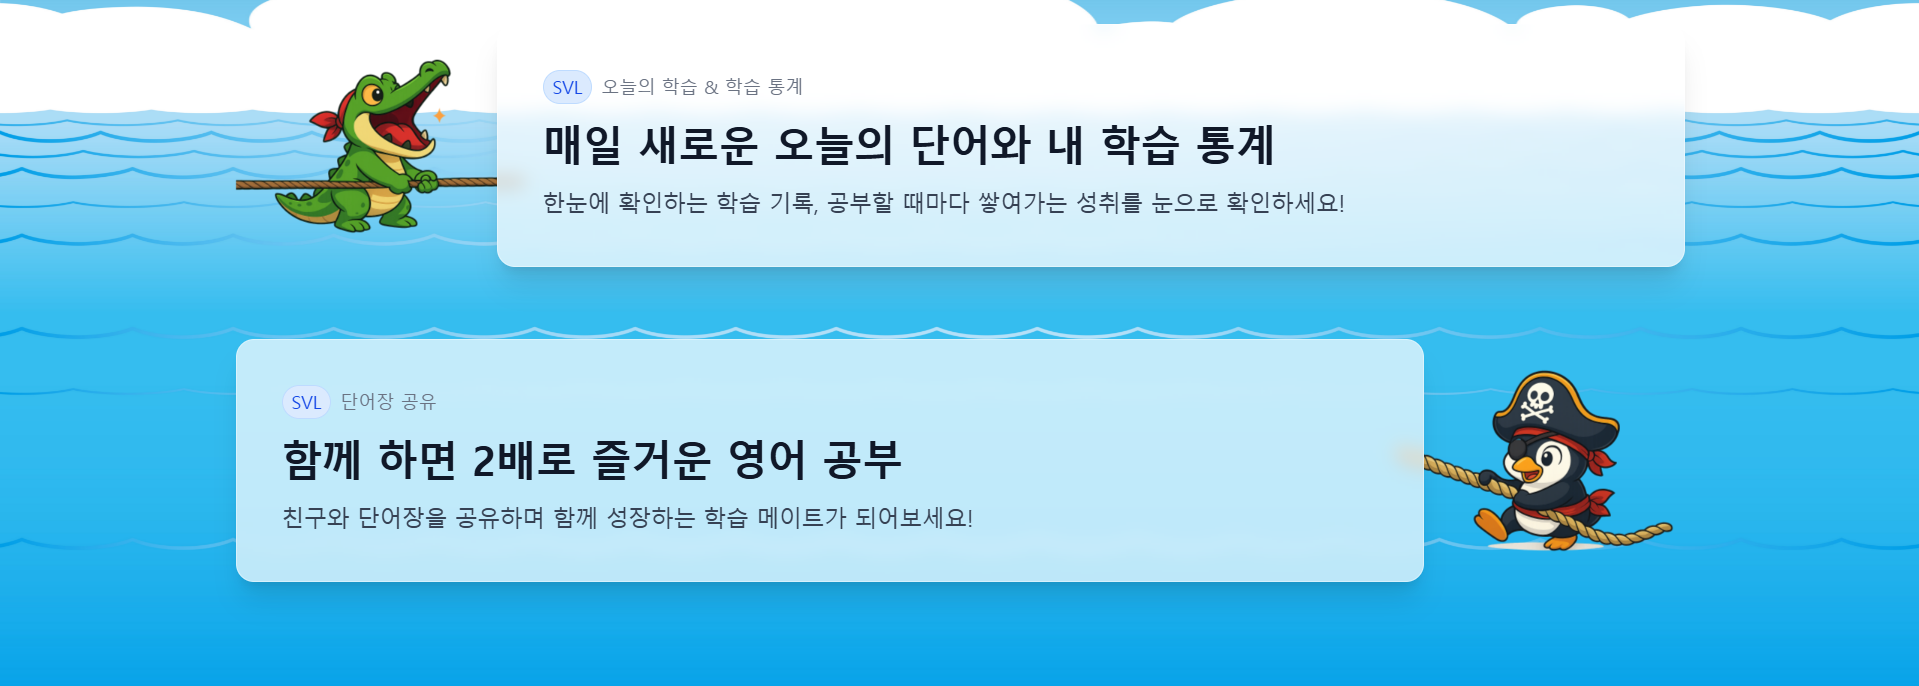 SVL 오늘의 학습 & 학습 통계
매일 새로운 오늘의 단어와 내 학습 통계
한눈에 확인하는 학습 기록, 공부할 때마다 쌓여가는 성취를 눈으로 확인하세요!
SVL 단어장 공유
함께 하면 2배로 즐거운 영어 공부
친구와 단어장을 공유하며 함께 성장하는 학습 메이트가 되어보세요!